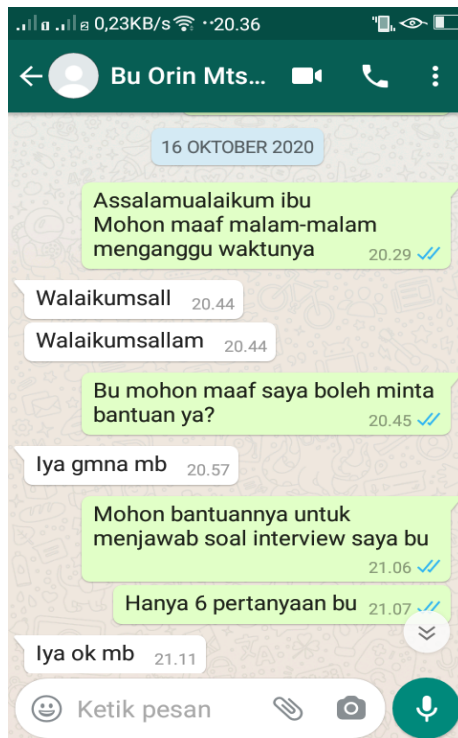 0,23KB/s ··20.36
Bu Orin Mts...
16 OKTOBER 2020
Assalamualaikum ibu
Mohon maaf malam-malam
menganggu waktunya 20.29
Walaikumsall 20.44
Walaikumsallam 20.44
Bu mohon maaf saya boleh minta
bantuan ya? 20.45
Iya gmna mb 20.57
Mohon bantuannya untuk
menjawab soal interview saya bu
21.06
Hanya 6 pertanyaan bu 21.07
Iya ok mb 21.11
Ketik pesan